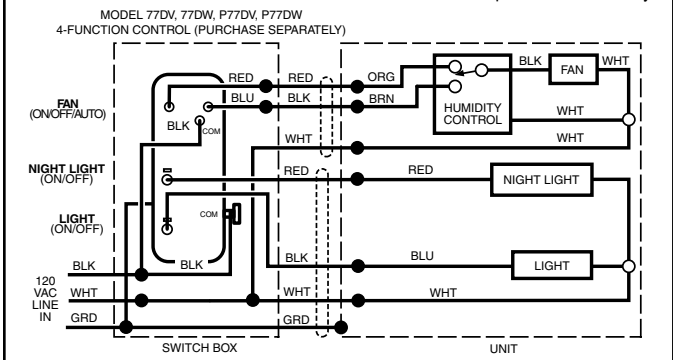 MODEL 77DV, 77DW, P77DV, P77DW
4-FUNCTION CONTROL (PURCHASE SEPARATELY)
RED RED ORG BLK FAN WHT
FAN
(ON/OFF/AUTO)
BLU BLK BRN
HUMIDITY
CONTROL
WHT
BLK COM
WHT WHT
NIGHT LIGHT
(ON/OFF)
RED RED NIGHT LIGHT
LIGHT
(ON/OFF)
COM
BLK BLK BLK BLU LIGHT
120
VAC
LINE
IN
WHT WHT WHT
GRD GRD
SWITCH BOX UNIT